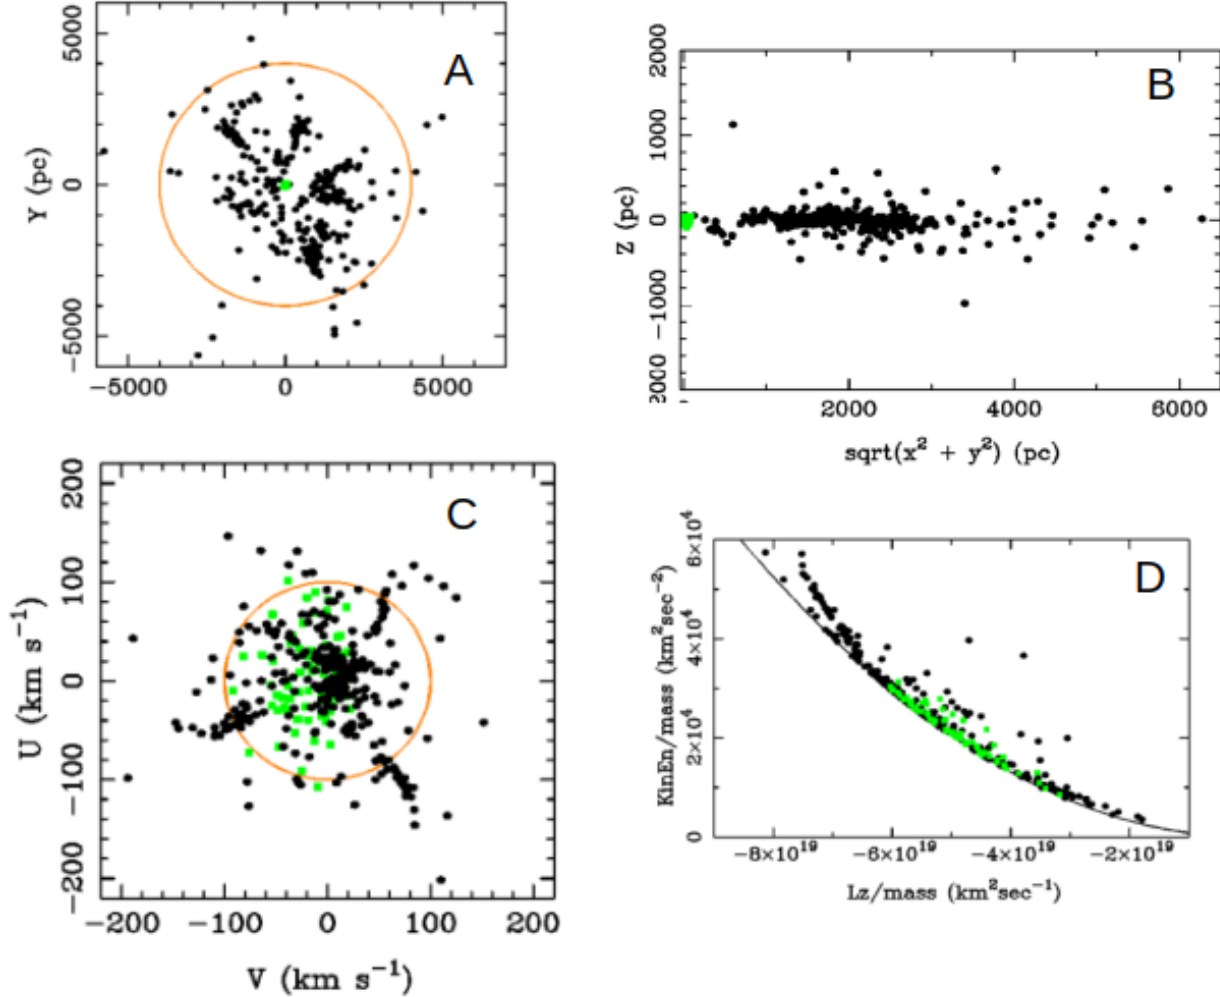 A
Y (pc)
5000
0
−5000
−5000
0
5000
B
Z (pc)
2000
1000
0
−1000
2000
2000
4000
6000
sqrt(x² + y²) (pc)
C
U (km s⁻¹)
200
100
0
−100
−200
−200
−100
0
100
200
V (km s⁻¹)
D
KinEn/mass (km²sec⁻²)
6×10⁴
4×10⁴
2×10⁴
0
−8×10¹⁹
−6×10¹⁹
−4×10¹⁹
−2×10¹⁹
Lz/mass (km²sec⁻¹)